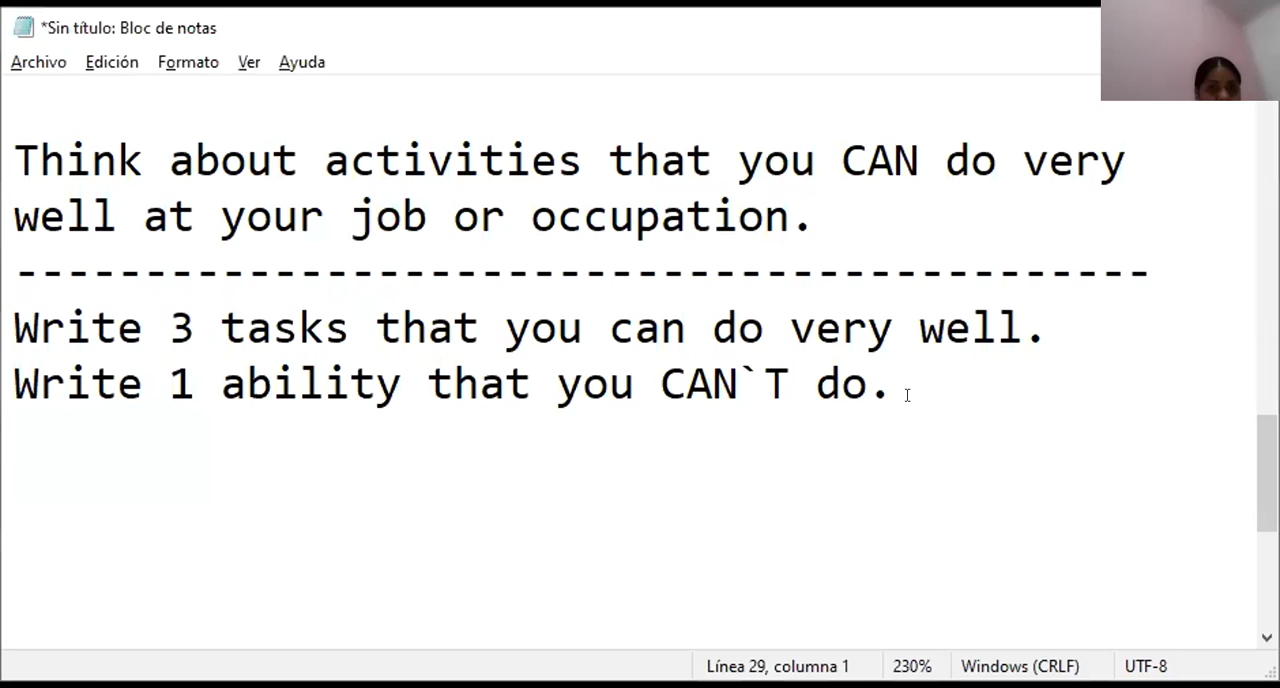 *Sin título: Bloc de notas
Archivo Edición Formato Ver Ayuda
Think about activities that you CAN do very
well at your job or occupation.
--------------------------------------------
Write 3 tasks that you can do very well.
Write 1 ability that you CAN`T do.
Línea 29, columna 1 230% Windows (CRLF) UTF-8